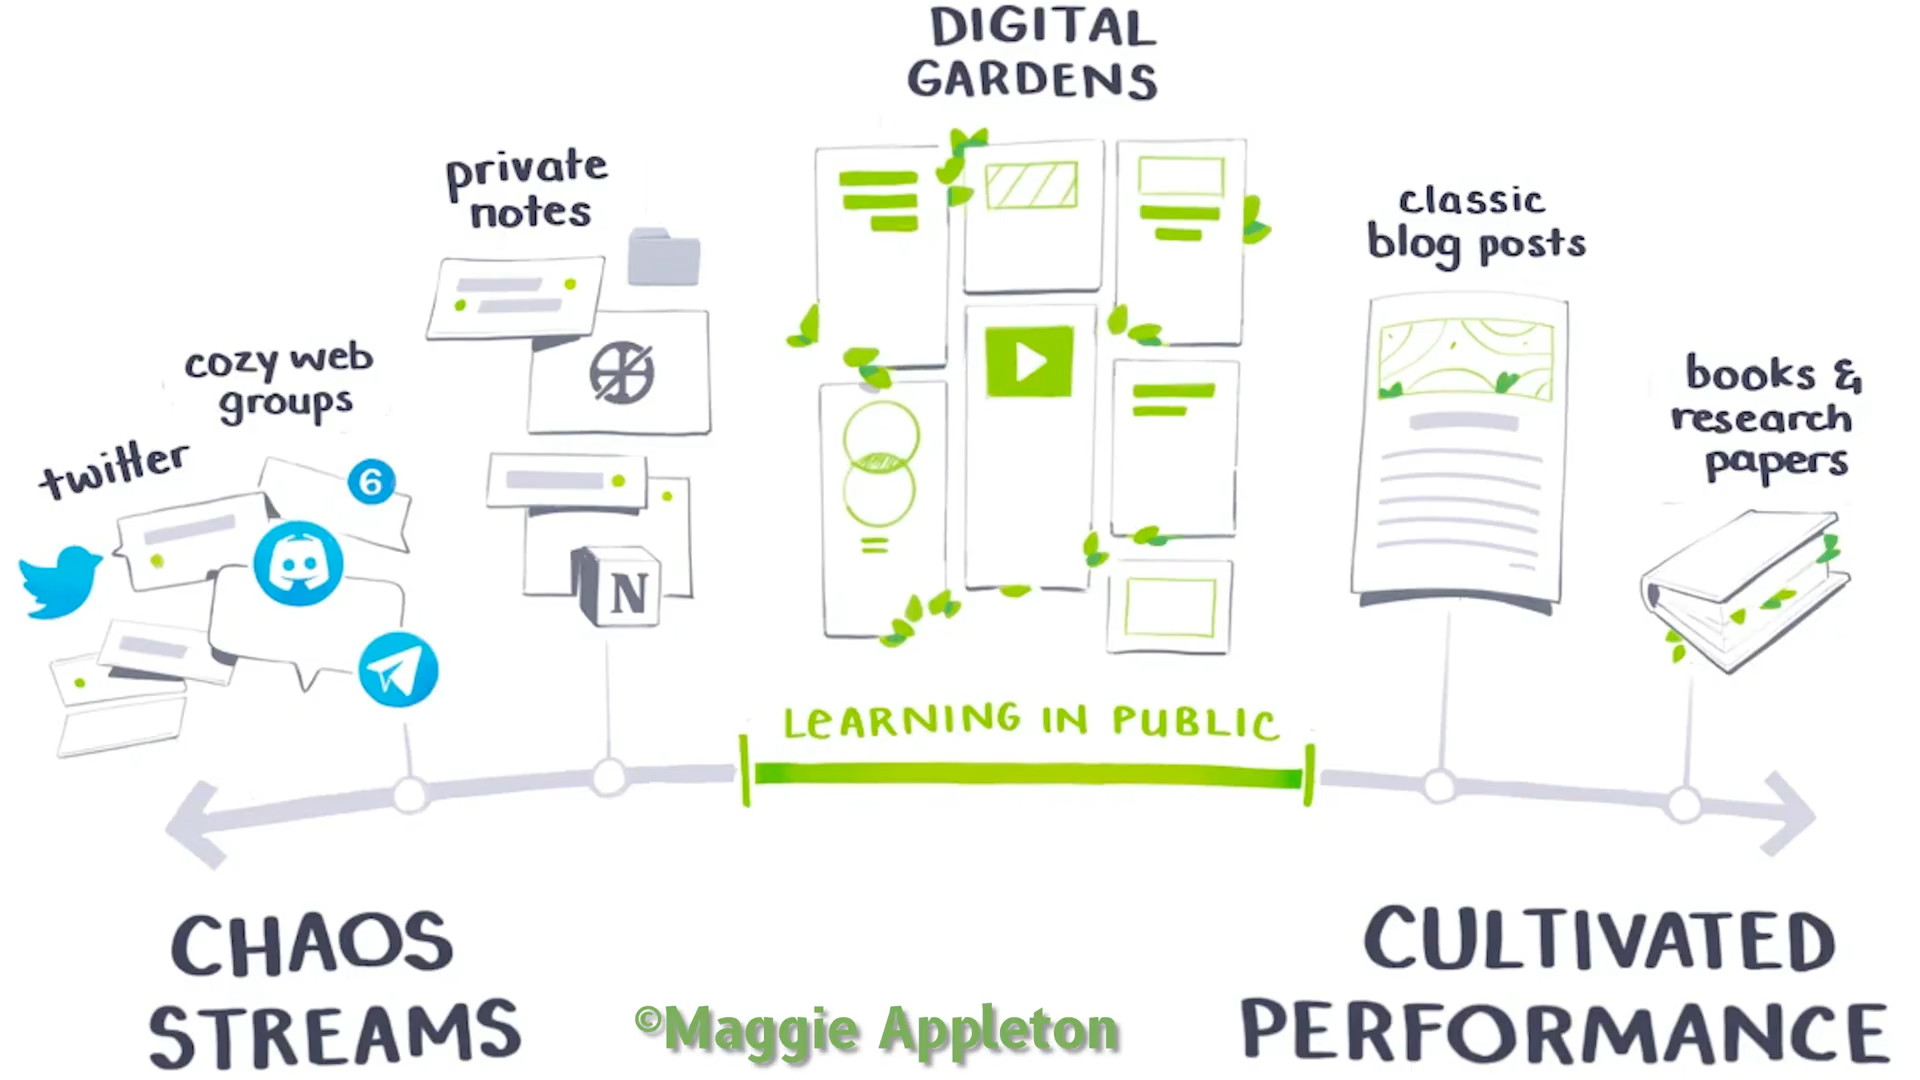 DIGITAL
GARDENS
private
notes
classic
blog posts
cozy web
groups
books &
research
papers
twitter
6
N
LEARNING IN PUBLIC
CHAOS
STREAMS
CULTIVATED
PERFORMANCE
©Maggie Appleton